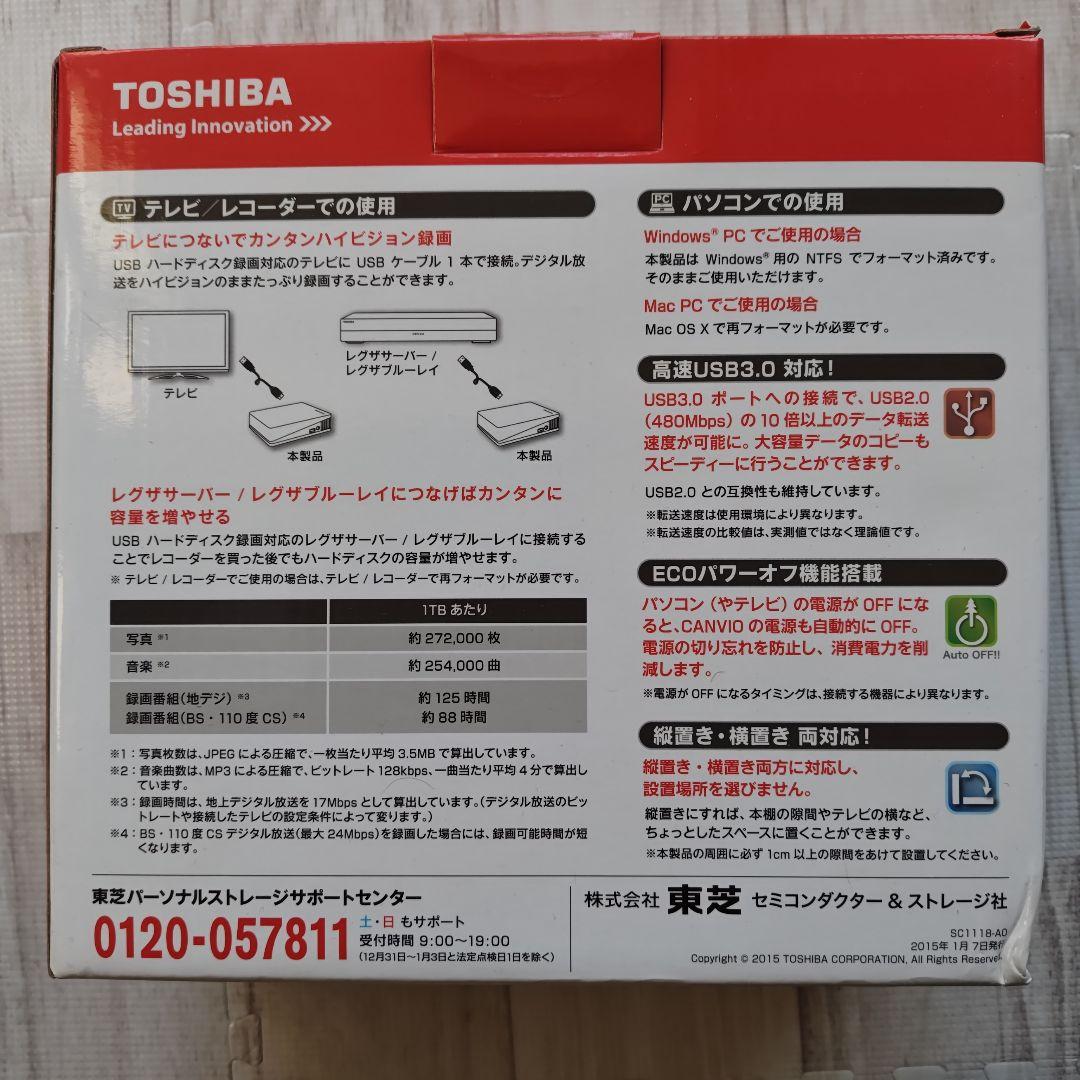 TOSHIBA
Leading Innovation >>>
TV テレビ/レコーダーでの使用
テレビにつないでカンタンハイビジョン録画
USB ハードディスク録画対応のテレビに USB ケーブル 1 本で接続。デジタル放
送をハイビジョンのままたっぷり録画することができます。
テレビ
本製品
レグザサーバー /
レグザブルーレイ
本製品
レグザサーバー / レグザブルーレイにつなげばカンタンに
容量を増やせる
USB ハードディスク録画対応のレグザサーバー / レグザブルーレイに接続する
ことでレコーダーを買った後でもハードディスクの容量が増やせます。
※ テレビ / レコーダーでご使用の場合は、テレビ / レコーダーで再フォーマットが必要です。
1TB あたり
写真 ※1 約 272,000 枚
音楽 ※2 約 254,000 曲
録画番組(地デジ) ※3 約 125 時間
録画番組(BS・110 度 CS) ※4 約 88 時間
※1：写真枚数は、JPEG による圧縮で、一枚当たり平均 3.5MB で算出しています。
※2：音楽曲数は、MP3 による圧縮で、ビットレート 128kbps、一曲当たり平均 4 分で算出し
ています。
※3：録画時間は、地上デジタル放送を 17Mbps として算出しています。(デジタル放送のビッ
トレートや接続したテレビの設定条件によって変わります。)
※4：BS・110 度 CS デジタル放送(最大 24Mbps)を録画した場合には、録画可能時間が短
くなります。
PC パソコンでの使用
Windows® PC でご使用の場合
本製品は Windows® 用の NTFS でフォーマット済みです。
そのままご使用いただけます。
Mac PC でご使用の場合
Mac OS X で再フォーマットが必要です。
高速USB3.0 対応!
USB3.0 ポートへの接続で、USB2.0
(480Mbps) の 10 倍以上のデータ転送
速度が可能に。大容量データのコピーも
スピーディーに行うことができます。
USB2.0 との互換性も維持しています。
※転送速度は使用環境により異なります。
※転送速度の比較値は、実測値ではなく理論値です。
ECOパワーオフ機能搭載
パソコン (やテレビ) の電源が OFF にな
ると、CANVIO の電源も自動的に OFF。
電源の切り忘れを防止し、消費電力を削
減します。
Auto OFF!!
※電源が OFF になるタイミングは、接続する機器により異なります。
縦置き・横置き 両対応!
縦置き・横置き両方に対応し、
設置場所を選びません。
縦置きにすれば、本棚の隙間やテレビの横など、
ちょっとしたスペースに置くことができます。
※本製品の周囲に必ず 1cm 以上の隙間をあけて設置してください。
東芝パーソナルストレージサポートセンター
0120-057811
土・日 もサポート
受付時間 9:00～19:00
(12月31日～1月3日と法定点検日1日を除く)
株式会社 東芝 セミコンダクター & ストレージ社
SC1118-A0
2015年 1月 7日発行
Copyright © 2015 TOSHIBA CORPORATION, All Rights Reserve